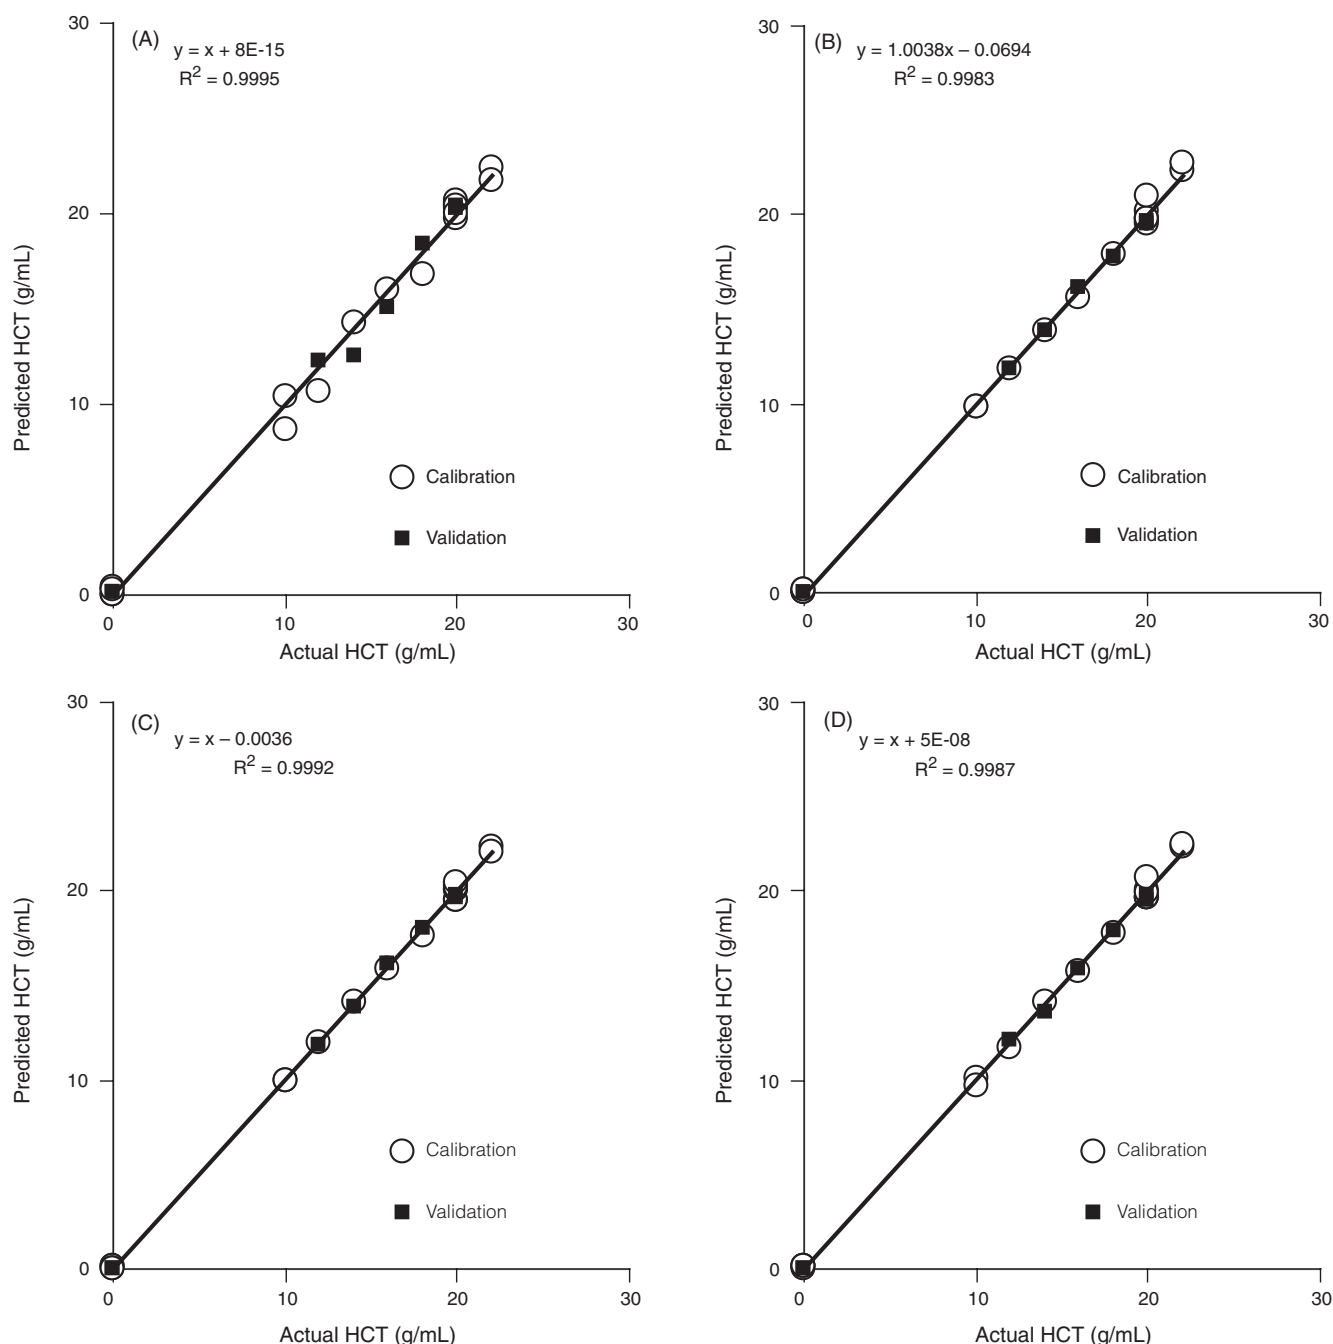 (A)
y = x + 8E-15
R² = 0.9995
30
20
10
0
Predicted HCT (g/mL)
Calibration
Validation
0 10 20 30
Actual HCT (g/mL)
(B)
y = 1.0038x – 0.0694
R² = 0.9983
30
20
10
0
Predicted HCT (g/mL)
Calibration
Validation
0 10 20 30
Actual HCT (g/mL)
(C)
y = x – 0.0036
R² = 0.9992
30
20
10
0
Predicted HCT (g/mL)
Calibration
Validation
0 10 20 30
Actual HCT (g/mL)
(D)
y = x + 5E-08
R² = 0.9987
30
20
10
0
Predicted HCT (g/mL)
Calibration
Validation
0 10 20 30
Actual HCT (g/mL)